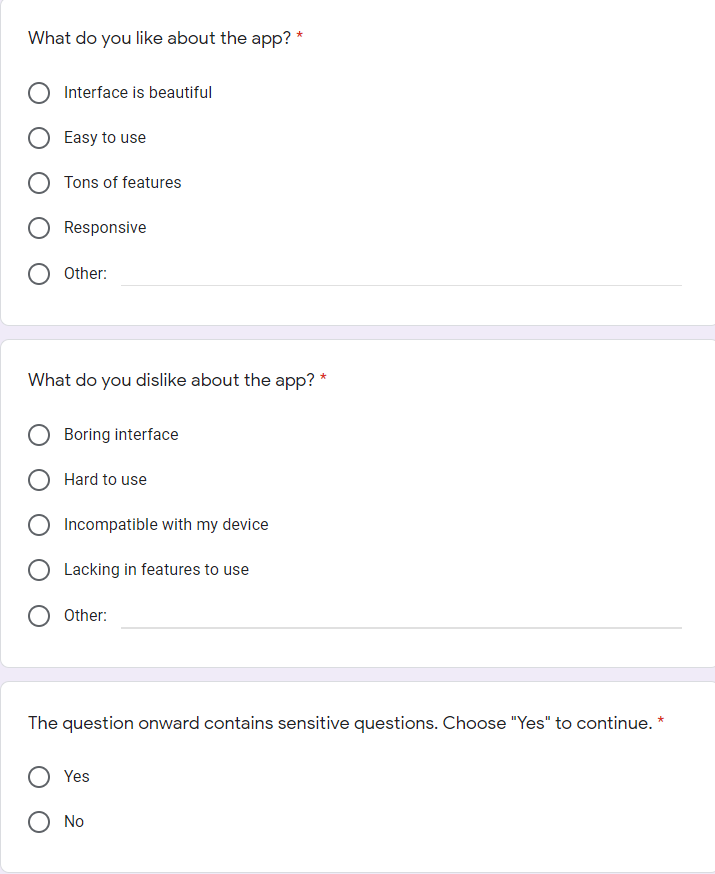 What do you like about the app? *
Interface is beautiful
Easy to use
Tons of features
Responsive
Other:
What do you dislike about the app? *
Boring interface
Hard to use
Incompatible with my device
Lacking in features to use
Other:
The question onward contains sensitive questions. Choose "Yes" to continue. *
Yes
No